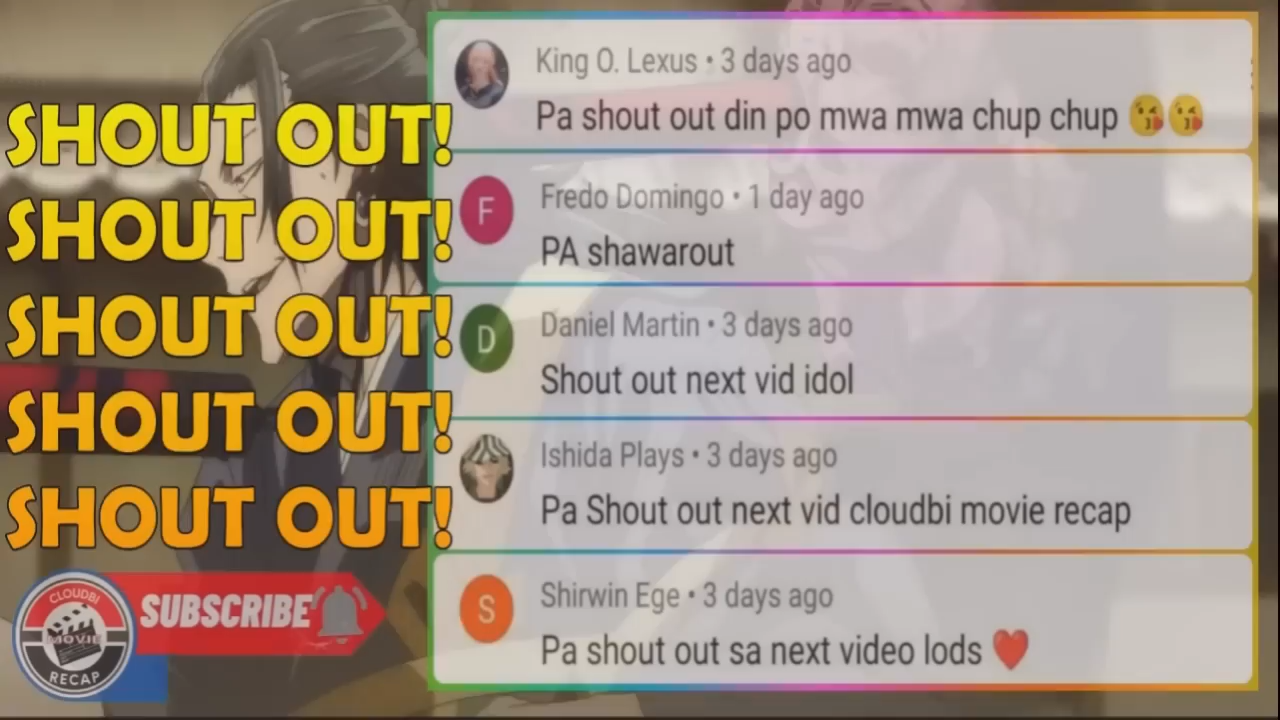 SHOUT OUT!
SHOUT OUT!
SHOUT OUT!
SHOUT OUT!
SHOUT OUT!
CLOUDBI
MOVIE
RECAP
SUBSCRIBE
King O. Lexus • 3 days ago
Pa shout out din po mwa mwa chup chup 😘😘
F
Fredo Domingo • 1 day ago
PA shawarout
D
Daniel Martin • 3 days ago
Shout out next vid idol
Ishida Plays • 3 days ago
Pa Shout out next vid cloudbi movie recap
S
Shirwin Ege • 3 days ago
Pa shout out sa next video lods ❤️